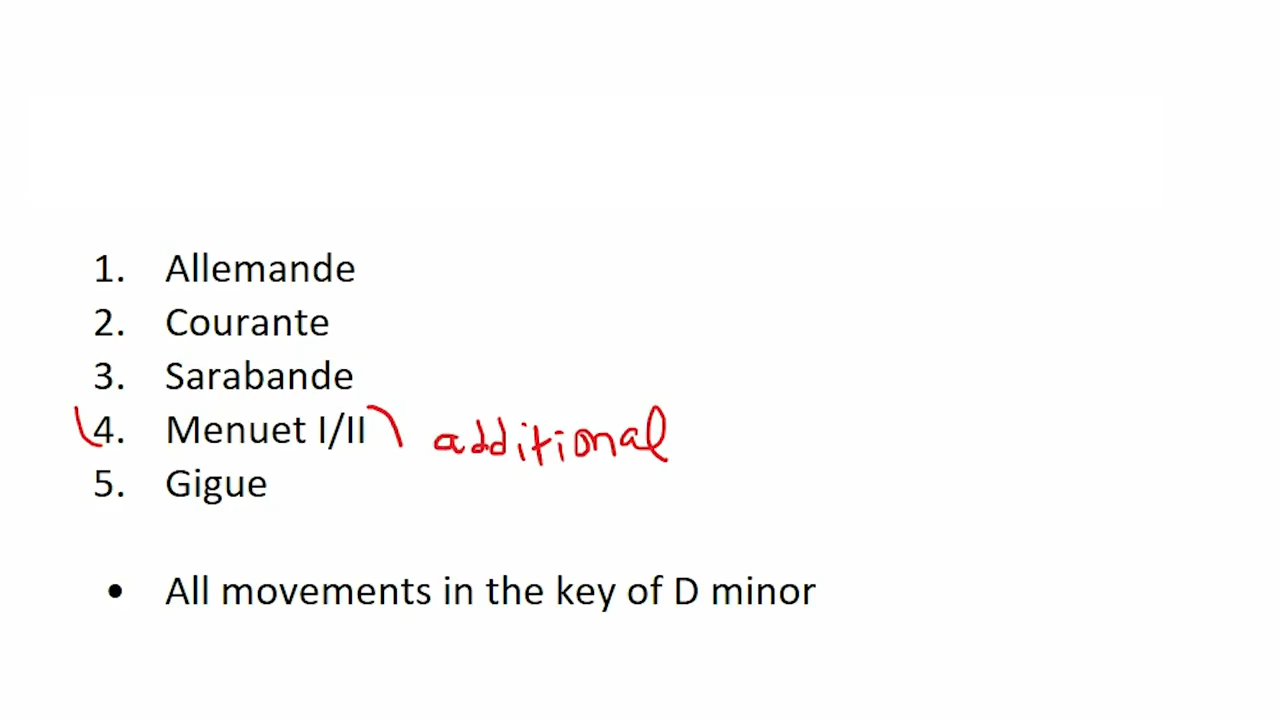 1. Allemande
2. Courante
3. Sarabande
(4. Menuet I/II) additional
5. Gigue
• All movements in the key of D minor